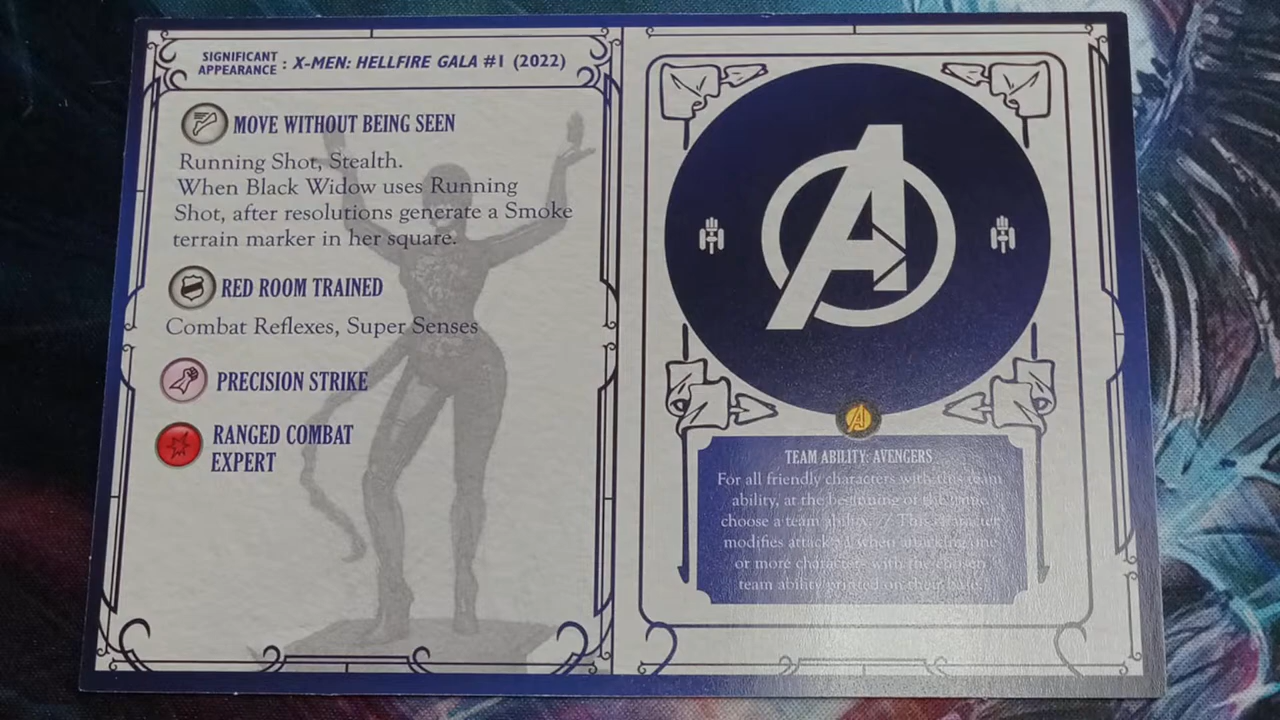 SIGNIFICANT APPEARANCE : X-MEN: HELLFIRE GALA #1 (2022)
MOVE WITHOUT BEING SEEN
Running Shot, Stealth.
When Black Widow uses Running
Shot, after resolutions generate a Smoke
terrain marker in her square.
RED ROOM TRAINED
Combat Reflexes, Super Senses
PRECISION STRIKE
RANGED COMBAT
EXPERT
TEAM ABILITY: AVENGERS
For all friendly characters with this team
ability, at the beginning of the game
choose a team ability. // This character
modifies attack +1 when attacking one
or more characters with the chosen
team ability printed on their base.